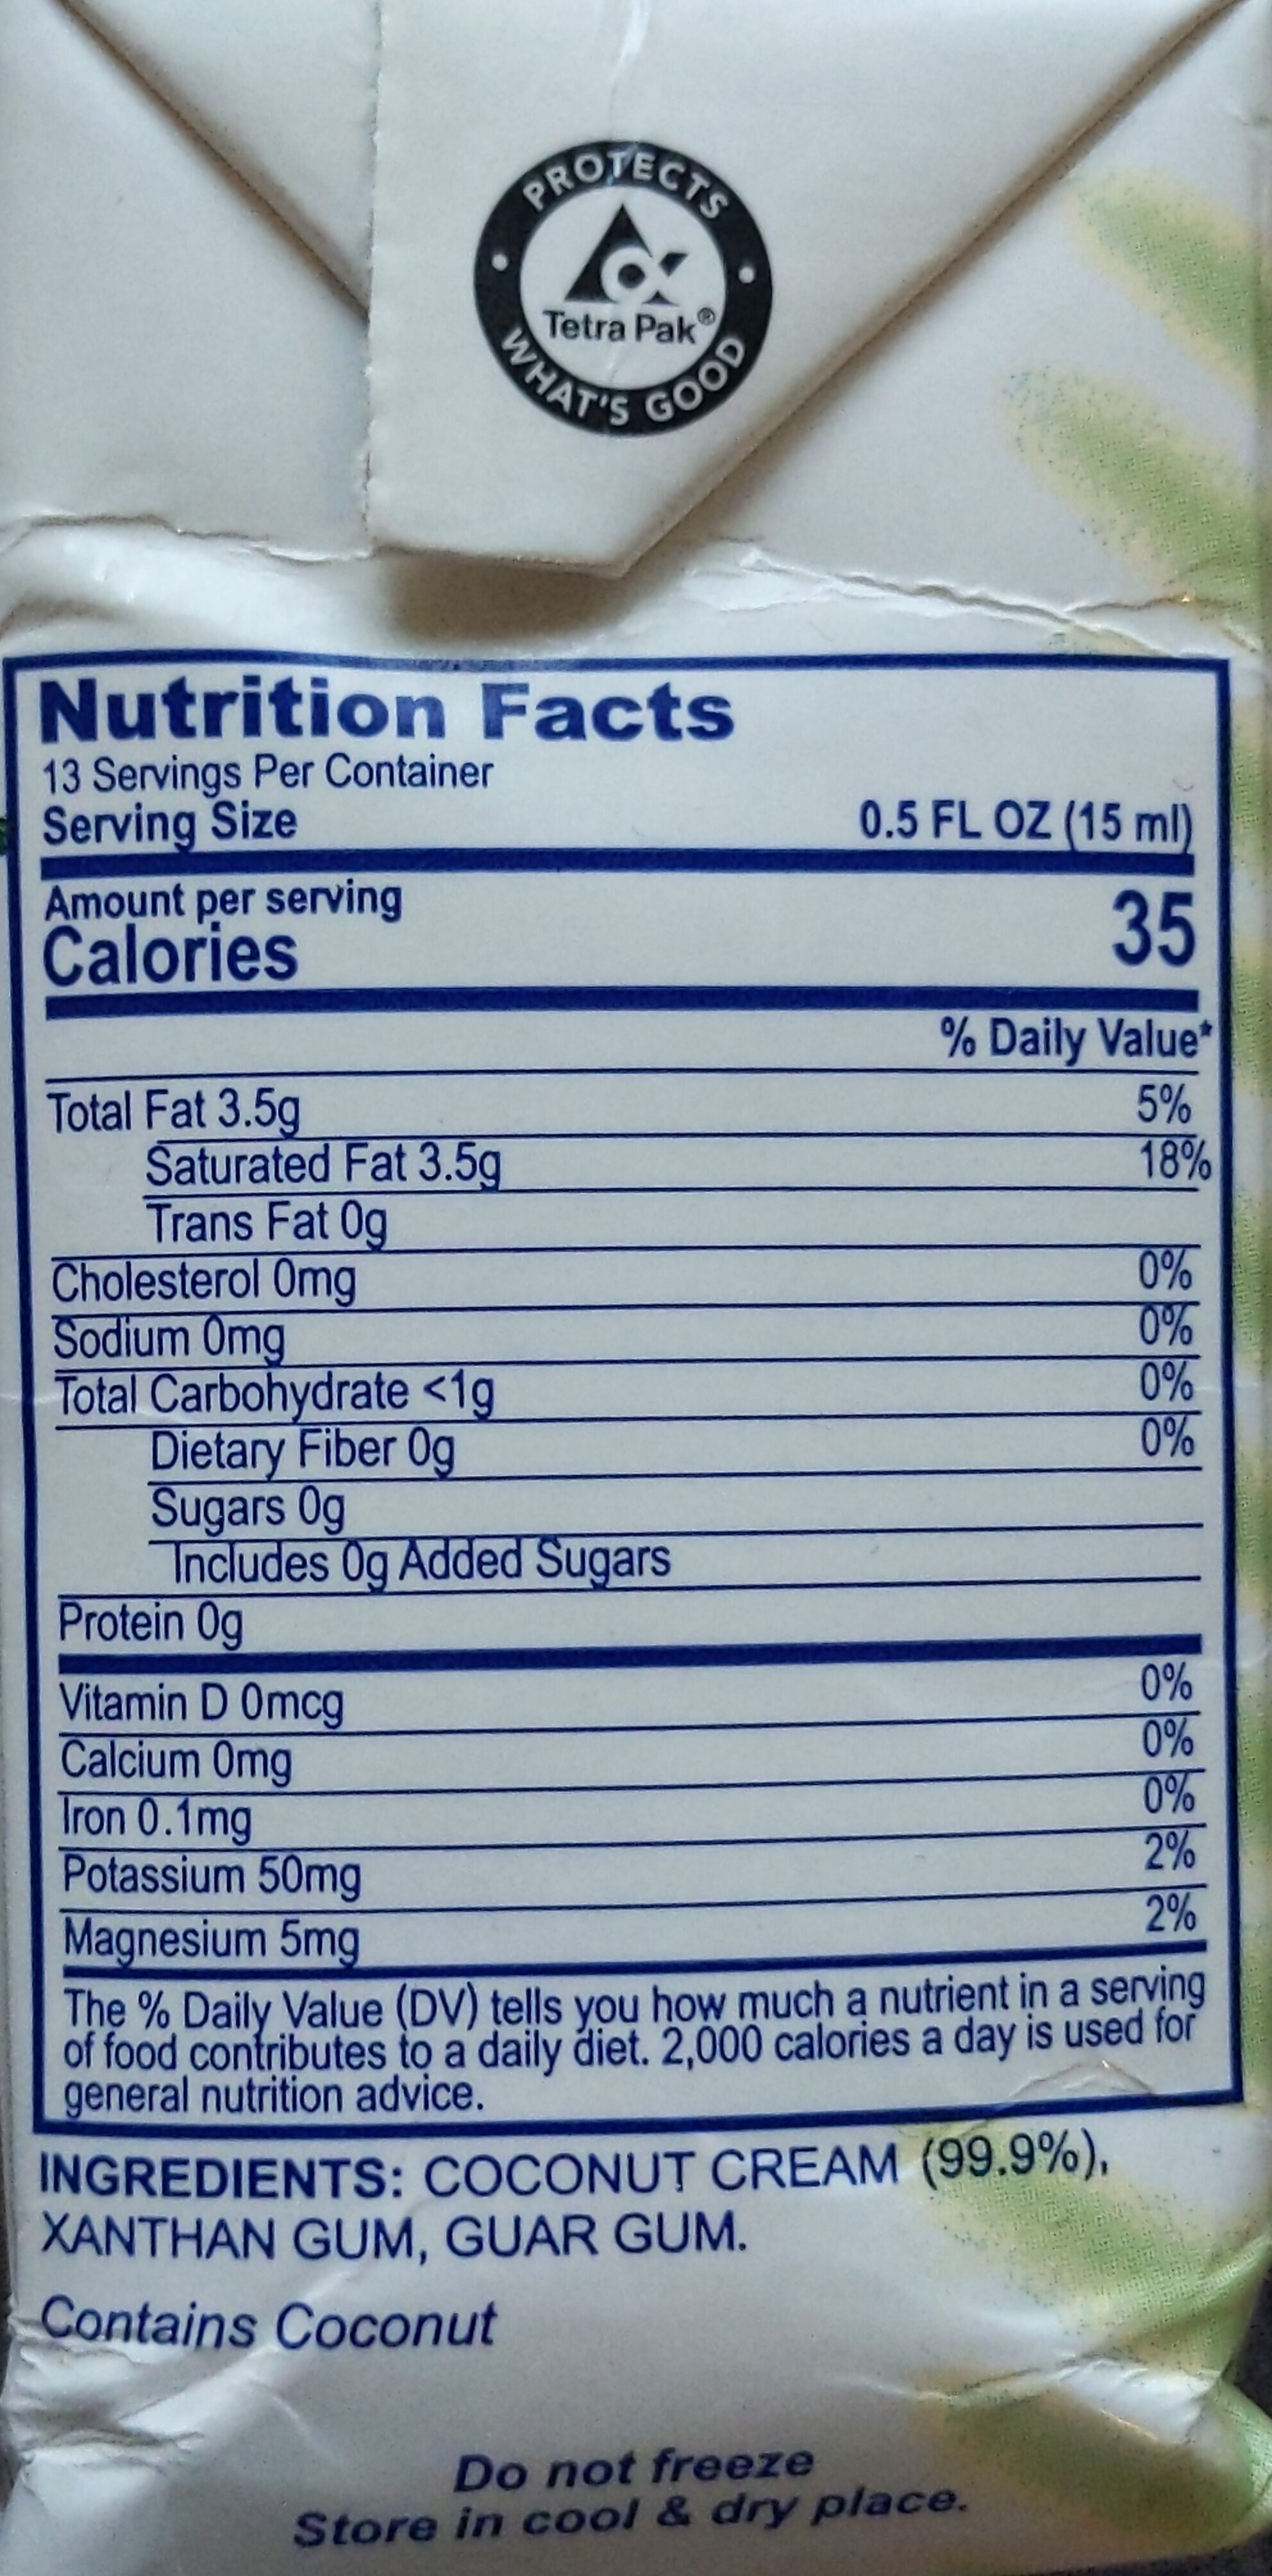 PROTECTS
Tetra Pak®
WHAT'S GOOD
Nutrition Facts
13 Servings Per Container
Serving Size 0.5 FL OZ (15 ml)
Amount per serving
Calories 35
% Daily Value*
Total Fat 3.5g 5%
Saturated Fat 3.5g 18%
Trans Fat 0g
Cholesterol 0mg 0%
Sodium 0mg 0%
Total Carbohydrate <1g 0%
Dietary Fiber 0g 0%
Sugars 0g
Includes 0g Added Sugars
Protein 0g
Vitamin D 0mcg 0%
Calcium 0mg 0%
Iron 0.1mg 0%
Potassium 50mg 2%
Magnesium 5mg 2%
The % Daily Value (DV) tells you how much a nutrient in a serving
of food contributes to a daily diet. 2,000 calories a day is used for
general nutrition advice.
INGREDIENTS: COCONUT CREAM (99.9%),
XANTHAN GUM, GUAR GUM.
Contains Coconut
Do not freeze
Store in cool & dry place.